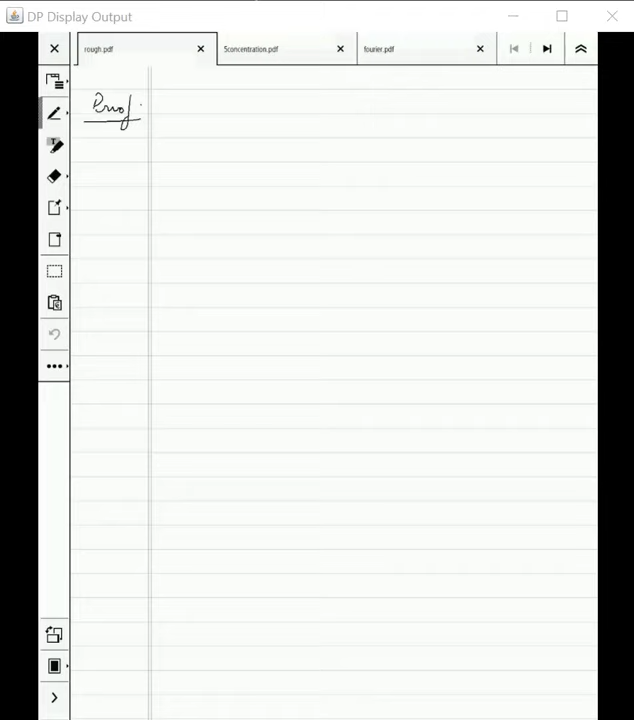 DP Display Output
rough.pdf
5concentration.pdf
fourier.pdf
Proof.